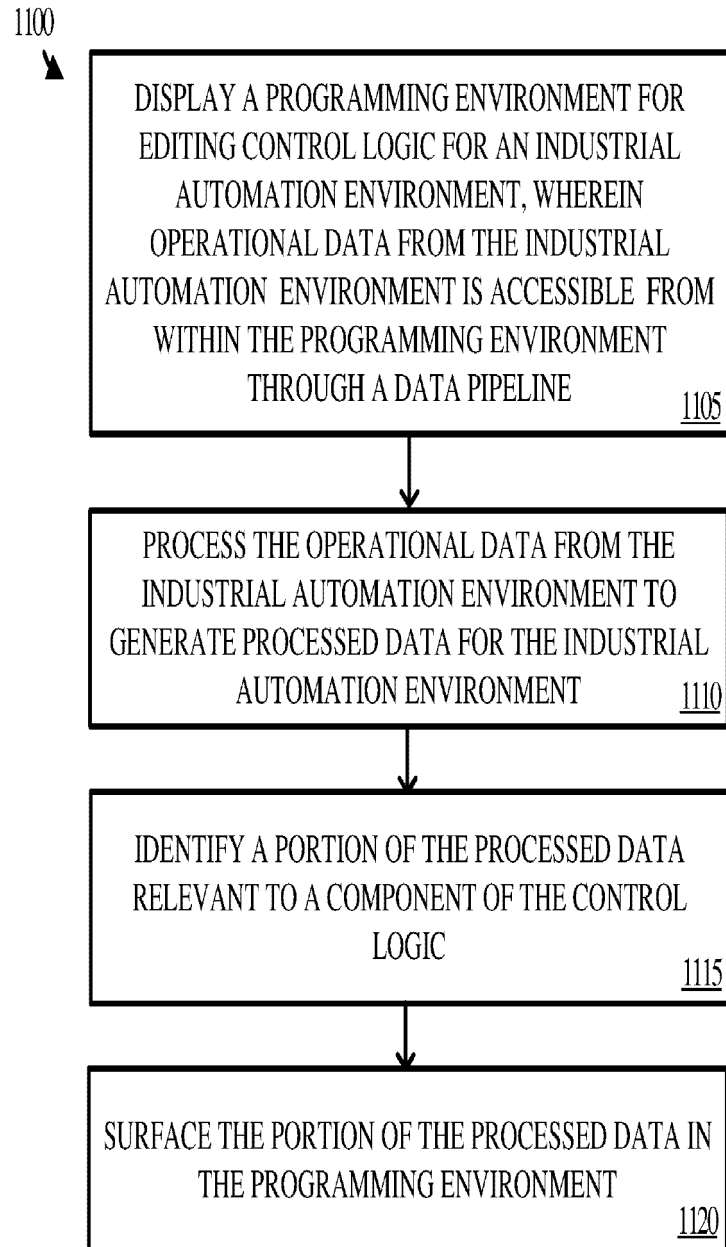 1100
DISPLAY A PROGRAMMING ENVIRONMENT FOR
EDITING CONTROL LOGIC FOR AN INDUSTRIAL
AUTOMATION ENVIRONMENT, WHEREIN
OPERATIONAL DATA FROM THE INDUSTRIAL
AUTOMATION ENVIRONMENT IS ACCESSIBLE FROM
WITHIN THE PROGRAMMING ENVIRONMENT
THROUGH A DATA PIPELINE
1105
PROCESS THE OPERATIONAL DATA FROM THE
INDUSTRIAL AUTOMATION ENVIRONMENT TO
GENERATE PROCESSED DATA FOR THE INDUSTRIAL
AUTOMATION ENVIRONMENT
1110
IDENTIFY A PORTION OF THE PROCESSED DATA
RELEVANT TO A COMPONENT OF THE CONTROL
LOGIC
1115
SURFACE THE PORTION OF THE PROCESSED DATA IN
THE PROGRAMMING ENVIRONMENT
1120